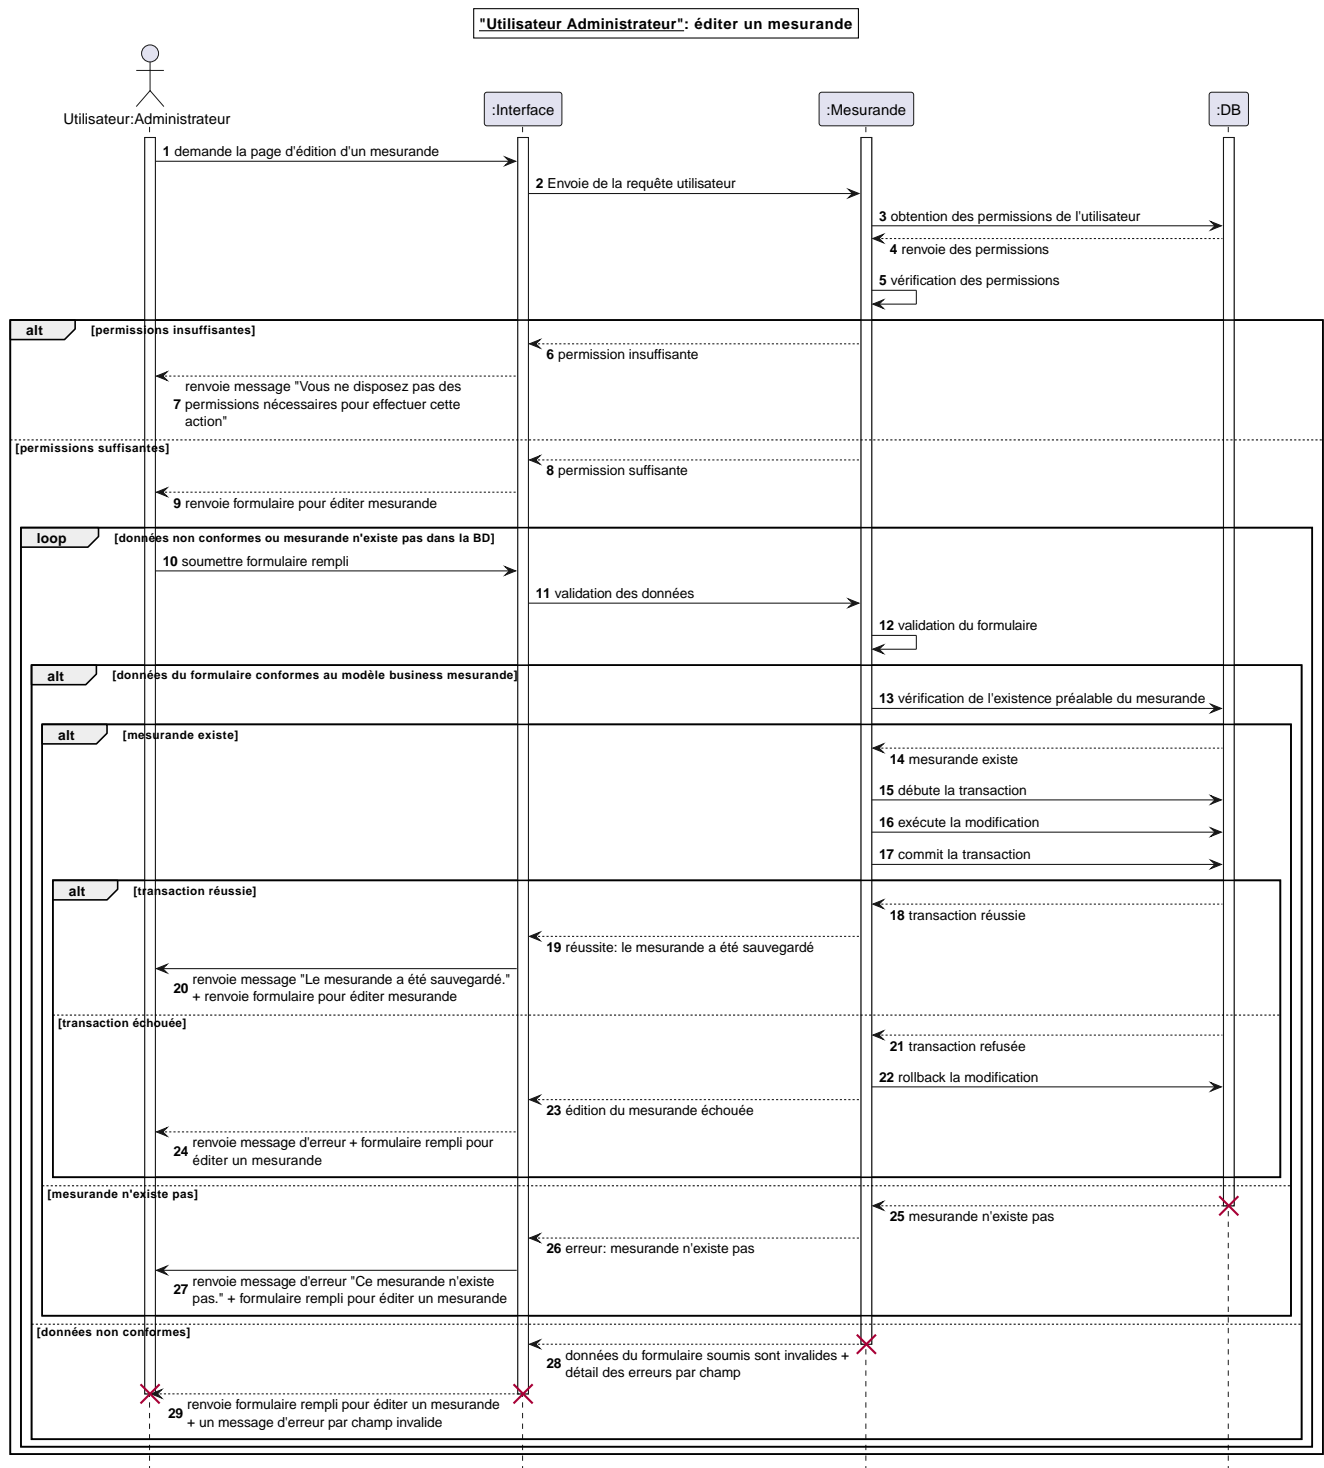 "Utilisateur Administrateur": éditer un mesurande
Utilisateur:Administrateur
:Interface
:Mesurande
:DB
1 demande la page d'édition d'un mesurande
2 Envoie de la requête utilisateur
3 obtention des permissions de l'utilisateur
4 renvoie des permissions
5 vérification des permissions
alt [permissions insuffisantes]
6 permission insuffisante
renvoie message "Vous ne disposez pas des
7 permissions nécessaires pour effectuer cette
action"
[permissions suffisantes]
8 permission suffisante
9 renvoie formulaire pour éditer mesurande
loop [données non conformes ou mesurande n'existe pas dans la BD]
10 soumettre formulaire rempli
11 validation des données
12 validation du formulaire
alt [données du formulaire conformes au modèle business mesurande]
13 vérification de l'existence préalable du mesurande
alt [mesurande existe]
14 mesurande existe
15 débute la transaction
16 exécute la modification
17 commit la transaction
alt [transaction réussie]
18 transaction réussie
19 réussite: le mesurande a été sauvegardé
20 renvoie message "Le mesurande a été sauvegardé."
+ renvoie formulaire pour éditer mesurande
[transaction échouée]
21 transaction refusée
22 rollback la modification
23 édition du mesurande échouée
24 renvoie message d'erreur + formulaire rempli pour
éditer un mesurande
[mesurande n'existe pas]
25 mesurande n'existe pas
26 erreur: mesurande n'existe pas
27 renvoie message d'erreur "Ce mesurande n'existe
pas." + formulaire rempli pour éditer un mesurande
[données non conformes]
28 données du formulaire soumis sont invalides +
détail des erreurs par champ
29 renvoie formulaire rempli pour éditer un mesurande
+ un message d'erreur par champ invalide